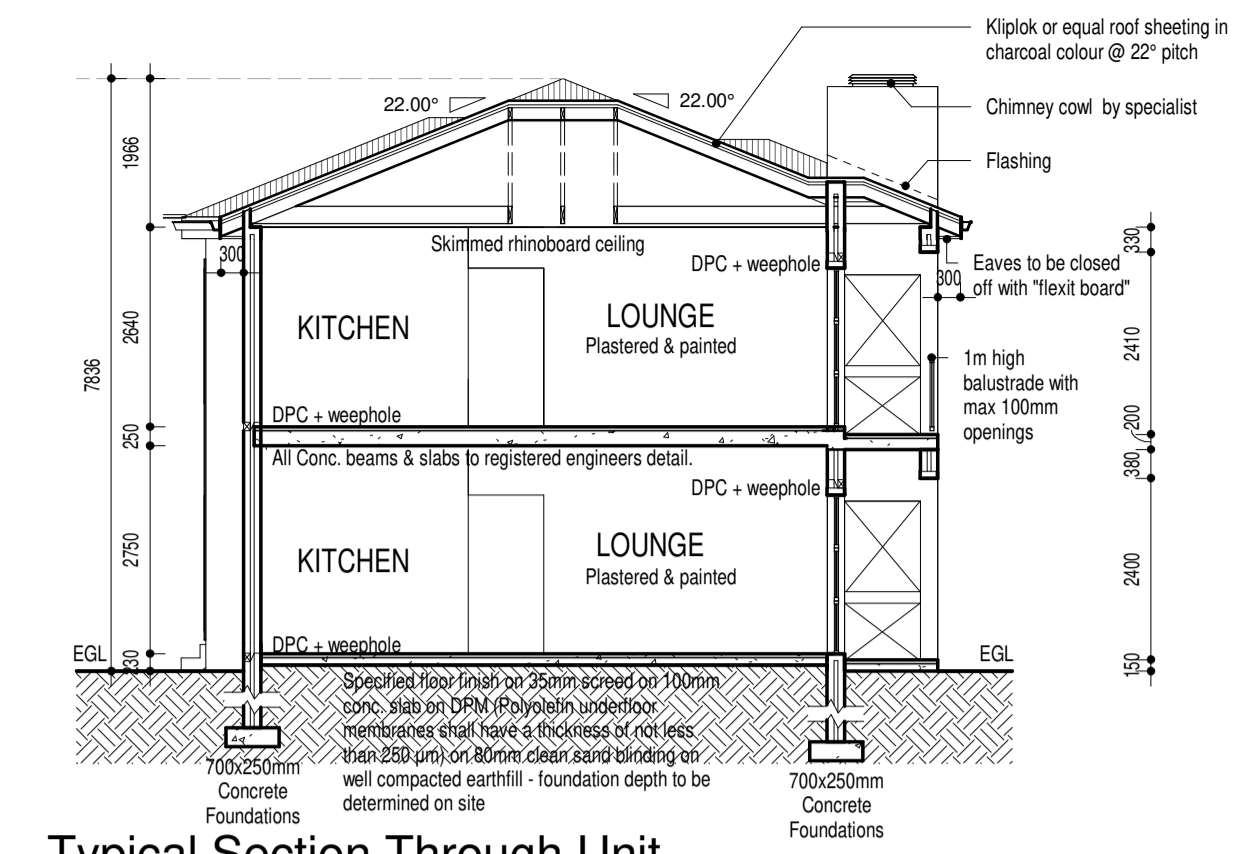 Kliplok or equal roof sheeting in
charcoal colour @ 22° pitch
22.00°
22.00°
Chimney cowl by specialist
Flashing
1966
Skimmed rhinoboard ceiling
300
DPC + weephole
330
Eaves to be closed
off with "flexit board"
300
KITCHEN
LOUNGE
Plastered & painted
2640
2410
7836
1m high
balustrade with
max 100mm
openings
DPC + weephole
250
200
All Conc. beams & slabs to registered engineers detail.
380
DPC + weephole
KITCHEN
LOUNGE
Plastered & painted
2750
2400
DPC + weephole
EGL
EGL
230
150
Specified floor finish on 35mm screed on 100mm
conc. slab on DPM (Polyolefin underfloor
membranes shall have a thickness of not less
than 250 μm) on 80mm clean sand blinding on
well compacted earthfill - foundation depth to be
determined on site
700x250mm
Concrete
Foundations
700x250mm
Concrete
Foundations
Typical Section Through Unit